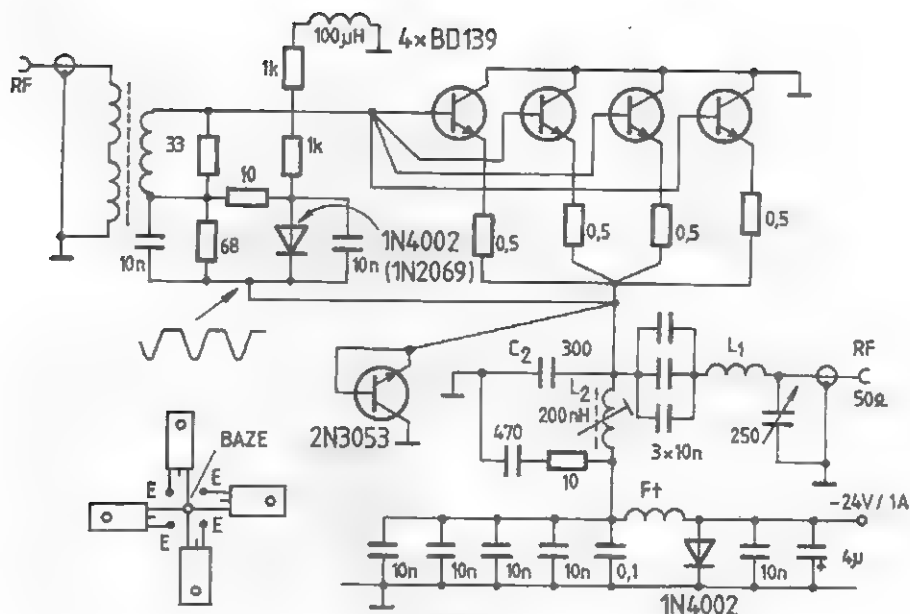 100μH
4×BD139
1k
RF
33
1k
10
68
10n
10n
1N4002
(1N2069)
0,5
0,5
0,5
0,5
C2
300
L1
RF
50Ω
L2
200nH
250
3×10n
2N3053
470
10
BAZE
E
E
E
E
Ft
-24V/1A
10n
10n
10n
10n
0,1
10n
4μ
+
1N4002